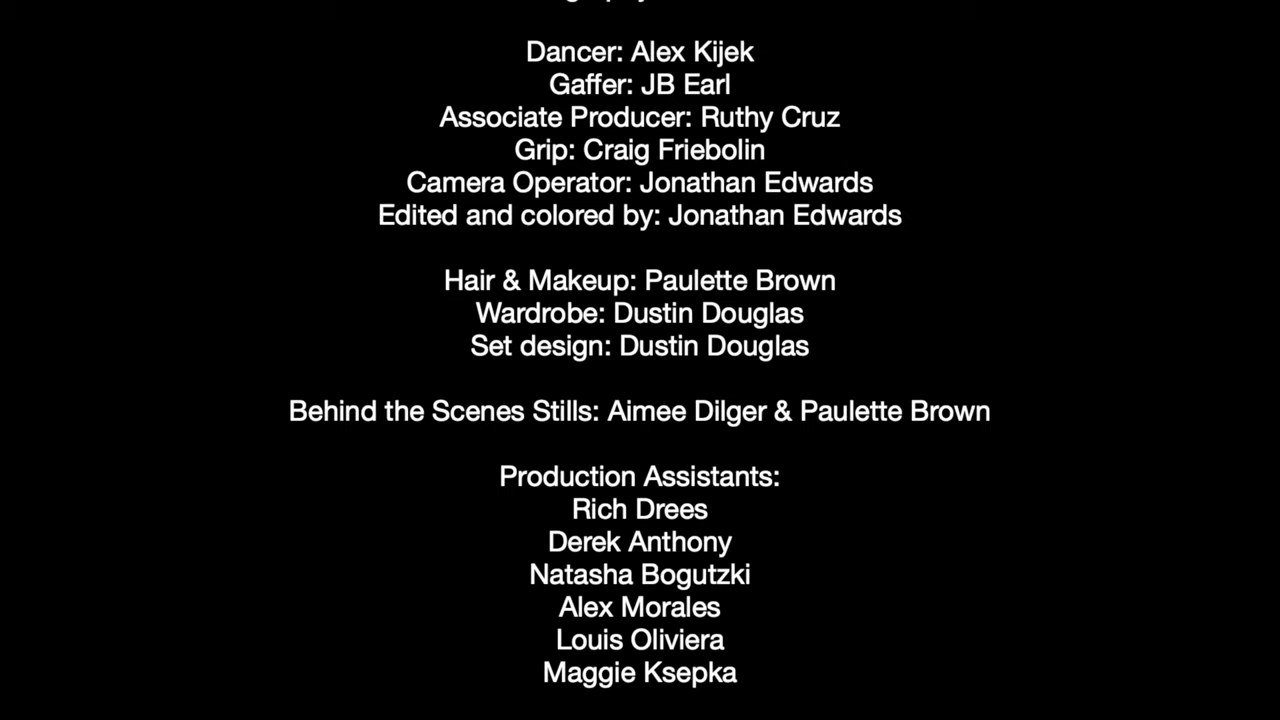 Dancer: Alex Kijek
Gaffer: JB Earl
Associate Producer: Ruthy Cruz
Grip: Craig Friebolin
Camera Operator: Jonathan Edwards
Edited and colored by: Jonathan Edwards
Hair & Makeup: Paulette Brown
Wardrobe: Dustin Douglas
Set design: Dustin Douglas
Behind the Scenes Stills: Aimee Dilger & Paulette Brown
Production Assistants:
Rich Drees
Derek Anthony
Natasha Bogutzki
Alex Morales
Louis Oliviera
Maggie Ksepka